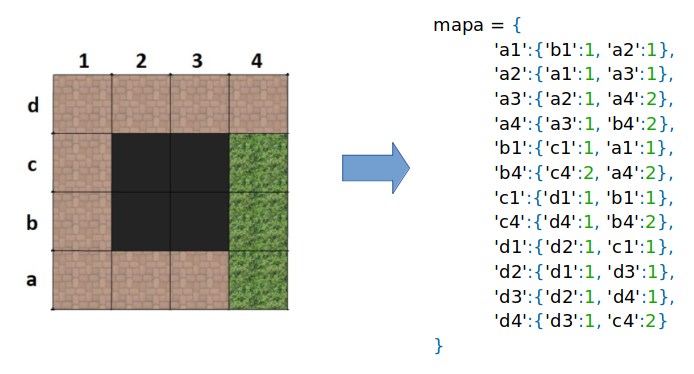 1 2 3 4
d
c
b
a
mapa = {
'a1':{'b1':1, 'a2':1},
'a2':{'a1':1, 'a3':1},
'a3':{'a2':1, 'a4':2},
'a4':{'a3':1, 'b4':2},
'b1':{'c1':1, 'a1':1},
'b4':{'c4':2, 'a4':2},
'c1':{'d1':1, 'b1':1},
'c4':{'d4':1, 'b4':2},
'd1':{'d2':1, 'c1':1},
'd2':{'d1':1, 'd3':1},
'd3':{'d2':1, 'd4':1},
'd4':{'d3':1, 'c4':2}
}